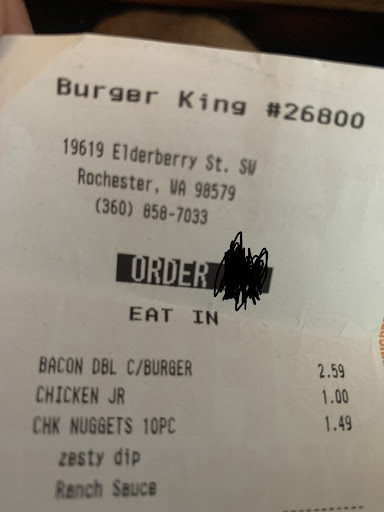 Burger King #26800
19619 Elderberry St. SW
Rochester, WA 98579
(360) 858-7033
ORDER
EAT IN
BACON DBL C/BURGER 2.59
CHICKEN JR 1.00
CHK NUGGETS 10PC 1.49
zesty dip
Ranch Sauce